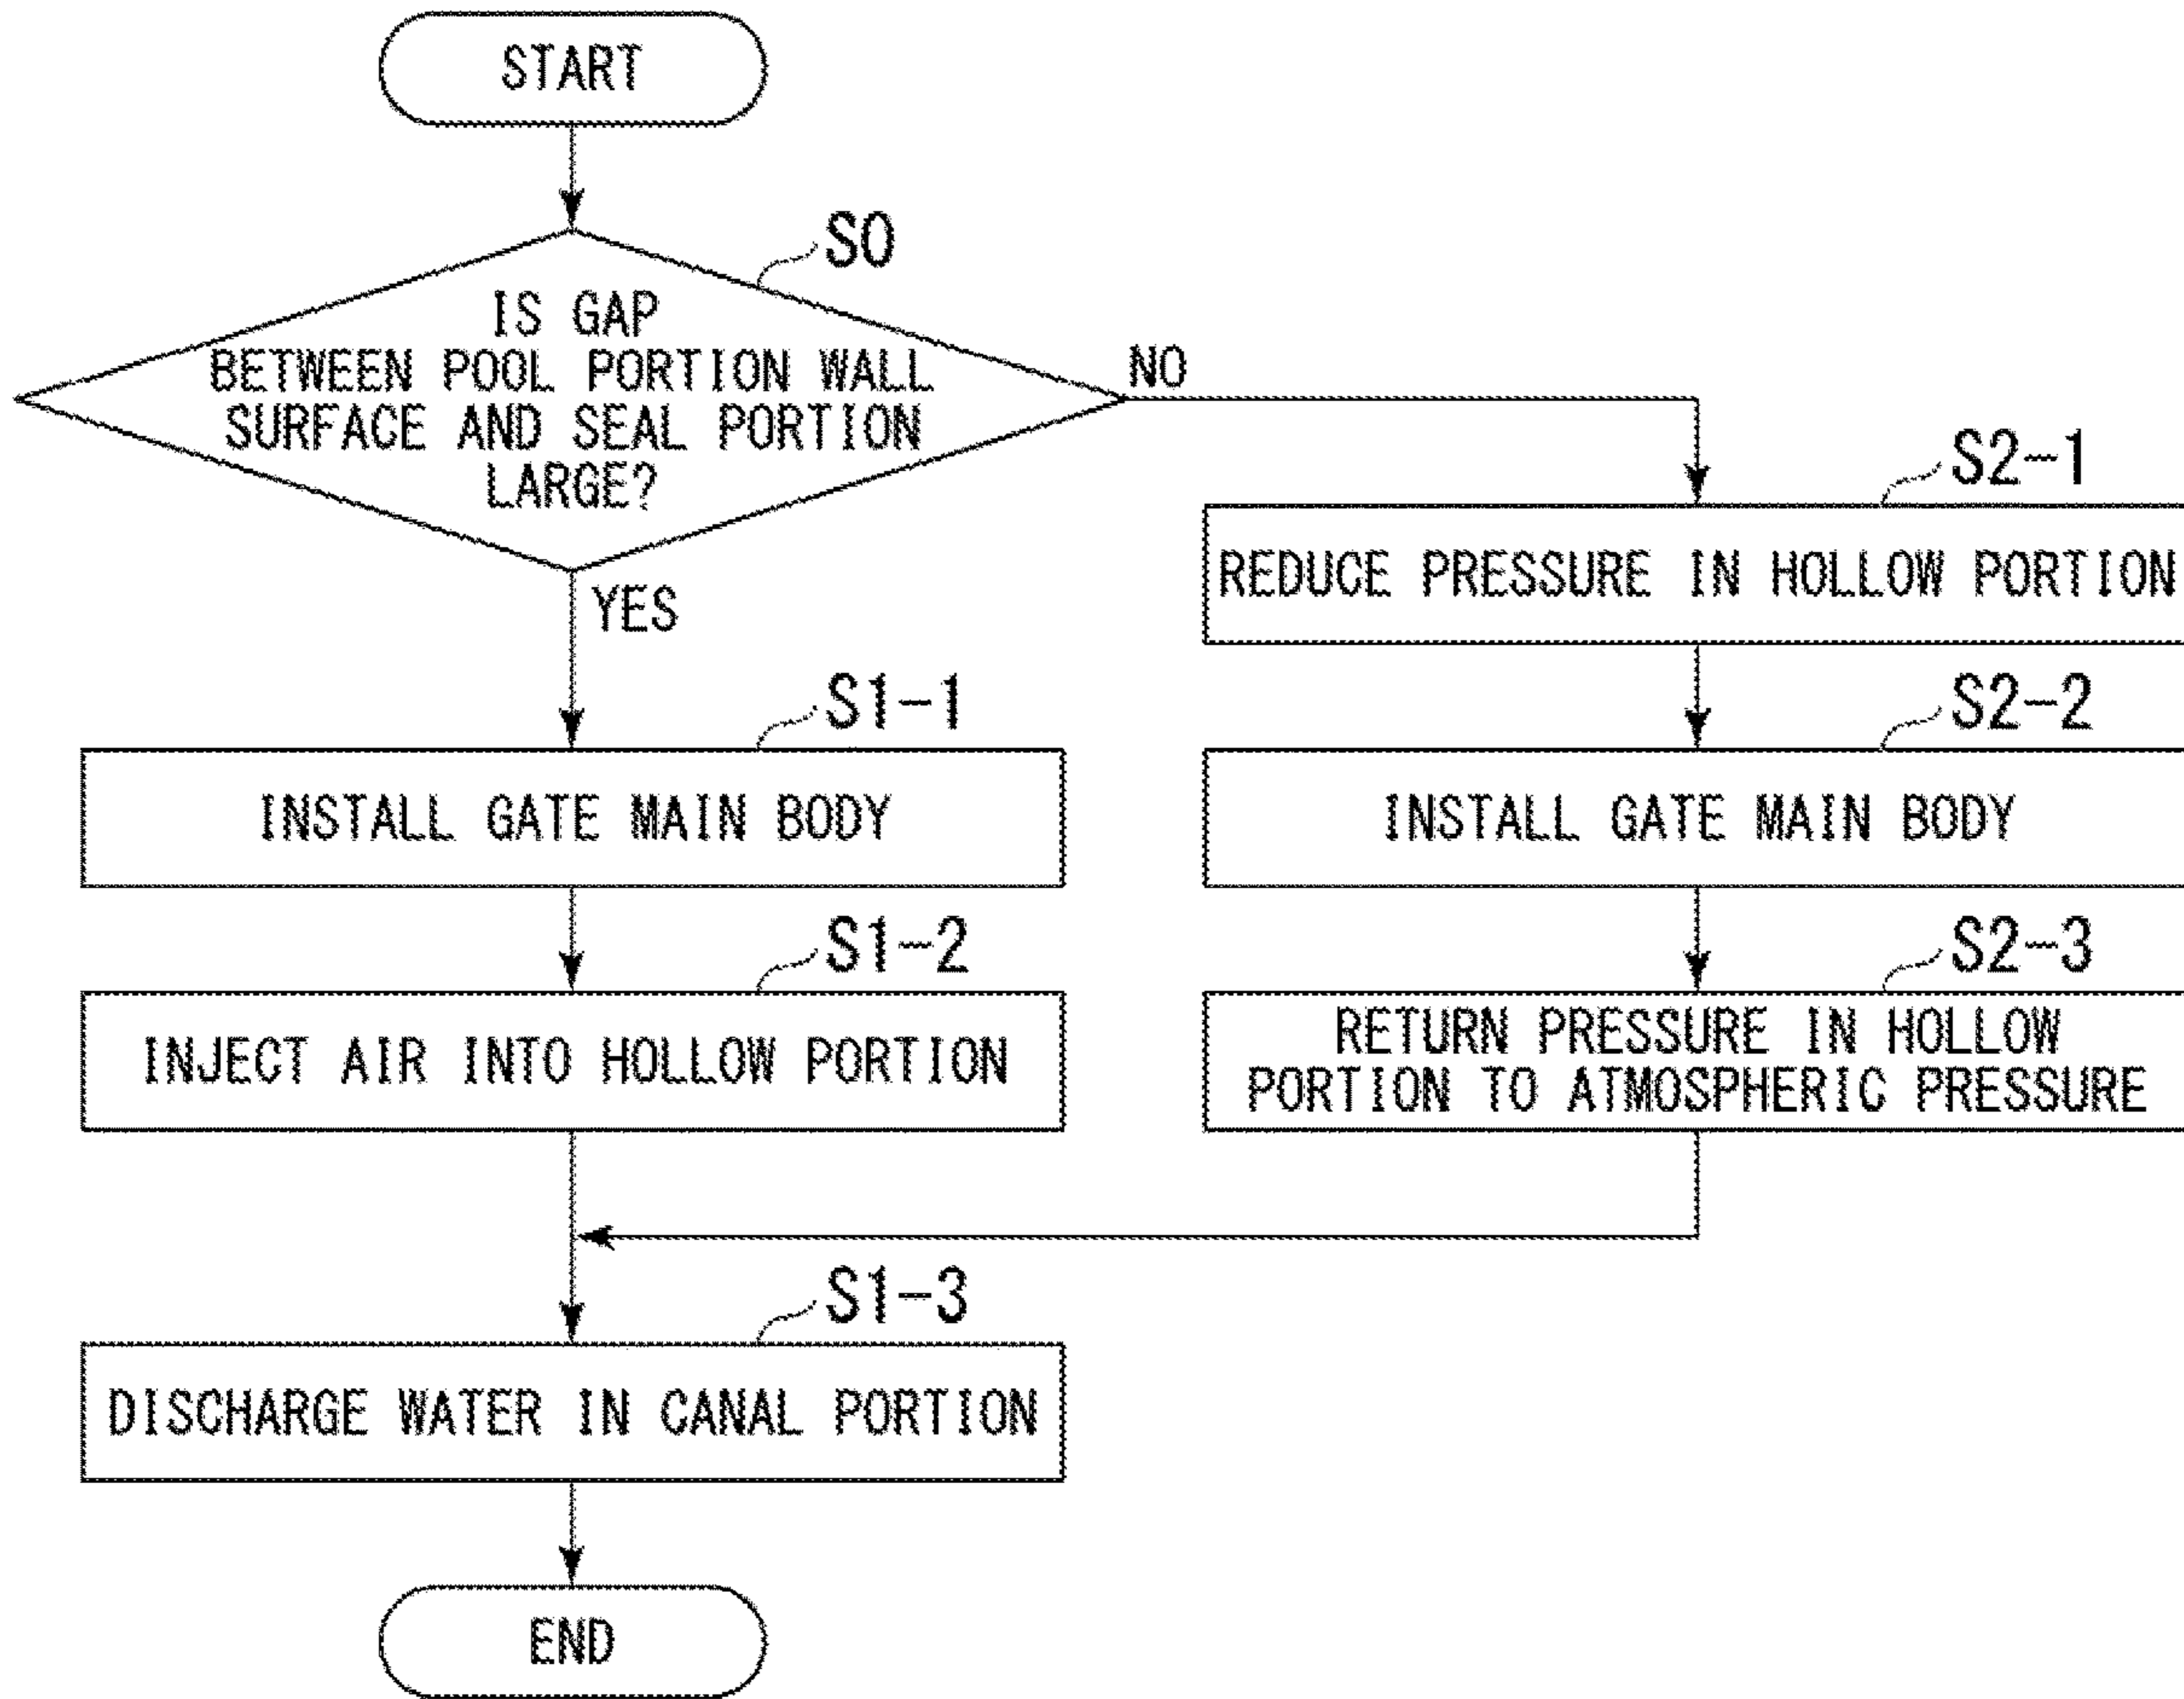 START
S0
IS GAP
BETWEEN POOL PORTION WALL
SURFACE AND SEAL PORTION
LARGE?
NO
YES
S2-1
REDUCE PRESSURE IN HOLLOW PORTION
S1-1
INSTALL GATE MAIN BODY
S2-2
INSTALL GATE MAIN BODY
S1-2
INJECT AIR INTO HOLLOW PORTION
S2-3
RETURN PRESSURE IN HOLLOW
PORTION TO ATMOSPHERIC PRESSURE
S1-3
DISCHARGE WATER IN CANAL PORTION
END